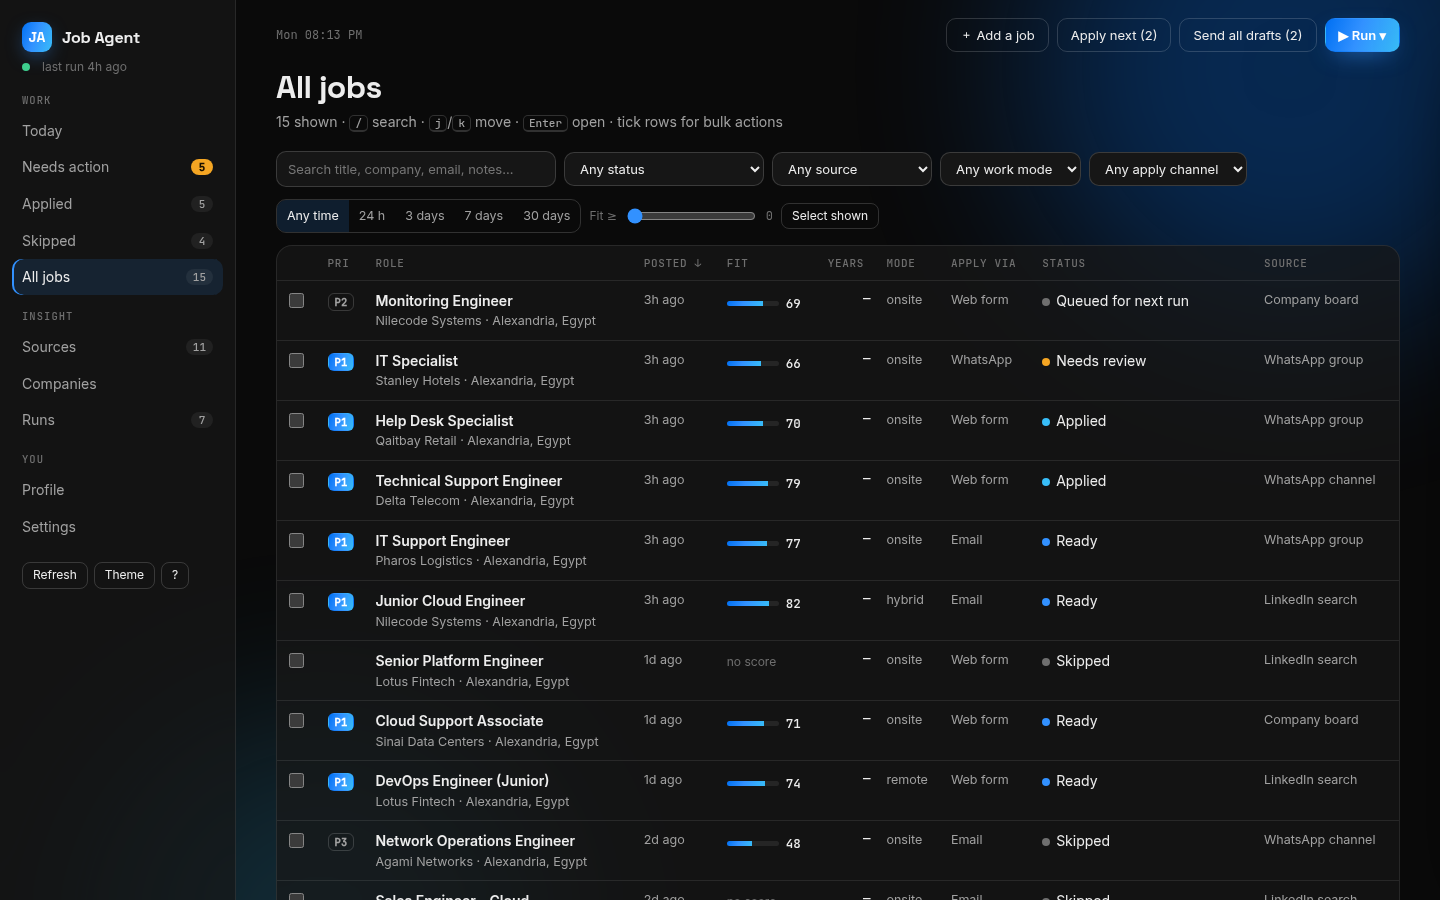 JA Job Agent
last run 4h ago
WORK
Today
Needs action 5
Applied 5
Skipped 4
All jobs 15
INSIGHT
Sources 11
Companies
Runs 7
YOU
Profile
Settings
Refresh Theme ?
Mon 08:13 PM
+ Add a job Apply next (2) Send all drafts (2) ▶ Run ▾
All jobs
15 shown · / search · j/k move · Enter open · tick rows for bulk actions
Search title, company, email, notes... Any status Any source Any work mode Any apply channel
Any time 24 h 3 days 7 days 30 days Fit ≥ 0 Select shown
PRI ROLE POSTED ↓ FIT YEARS MODE APPLY VIA STATUS SOURCE
P2 Monitoring Engineer 3h ago 69 – onsite Web form Queued for next run Company board
Nilecode Systems · Alexandria, Egypt
P1 IT Specialist 3h ago 66 – onsite WhatsApp Needs review WhatsApp group
Stanley Hotels · Alexandria, Egypt
P1 Help Desk Specialist 3h ago 70 – onsite Web form Applied WhatsApp group
Qaitbay Retail · Alexandria, Egypt
P1 Technical Support Engineer 3h ago 79 – onsite Web form Applied WhatsApp channel
Delta Telecom · Alexandria, Egypt
P1 IT Support Engineer 3h ago 77 – onsite Email Ready WhatsApp group
Pharos Logistics · Alexandria, Egypt
P1 Junior Cloud Engineer 3h ago 82 – hybrid Email Ready LinkedIn search
Nilecode Systems · Alexandria, Egypt
Senior Platform Engineer 1d ago no score – onsite Web form Skipped LinkedIn search
Lotus Fintech · Alexandria, Egypt
P1 Cloud Support Associate 1d ago 71 – onsite Web form Ready Company board
Sinai Data Centers · Alexandria, Egypt
P1 DevOps Engineer (Junior) 1d ago 74 – remote Web form Ready LinkedIn search
Lotus Fintech · Alexandria, Egypt
P3 Network Operations Engineer 2d ago 48 – onsite Email Skipped WhatsApp channel
Agami Networks · Alexandria, Egypt